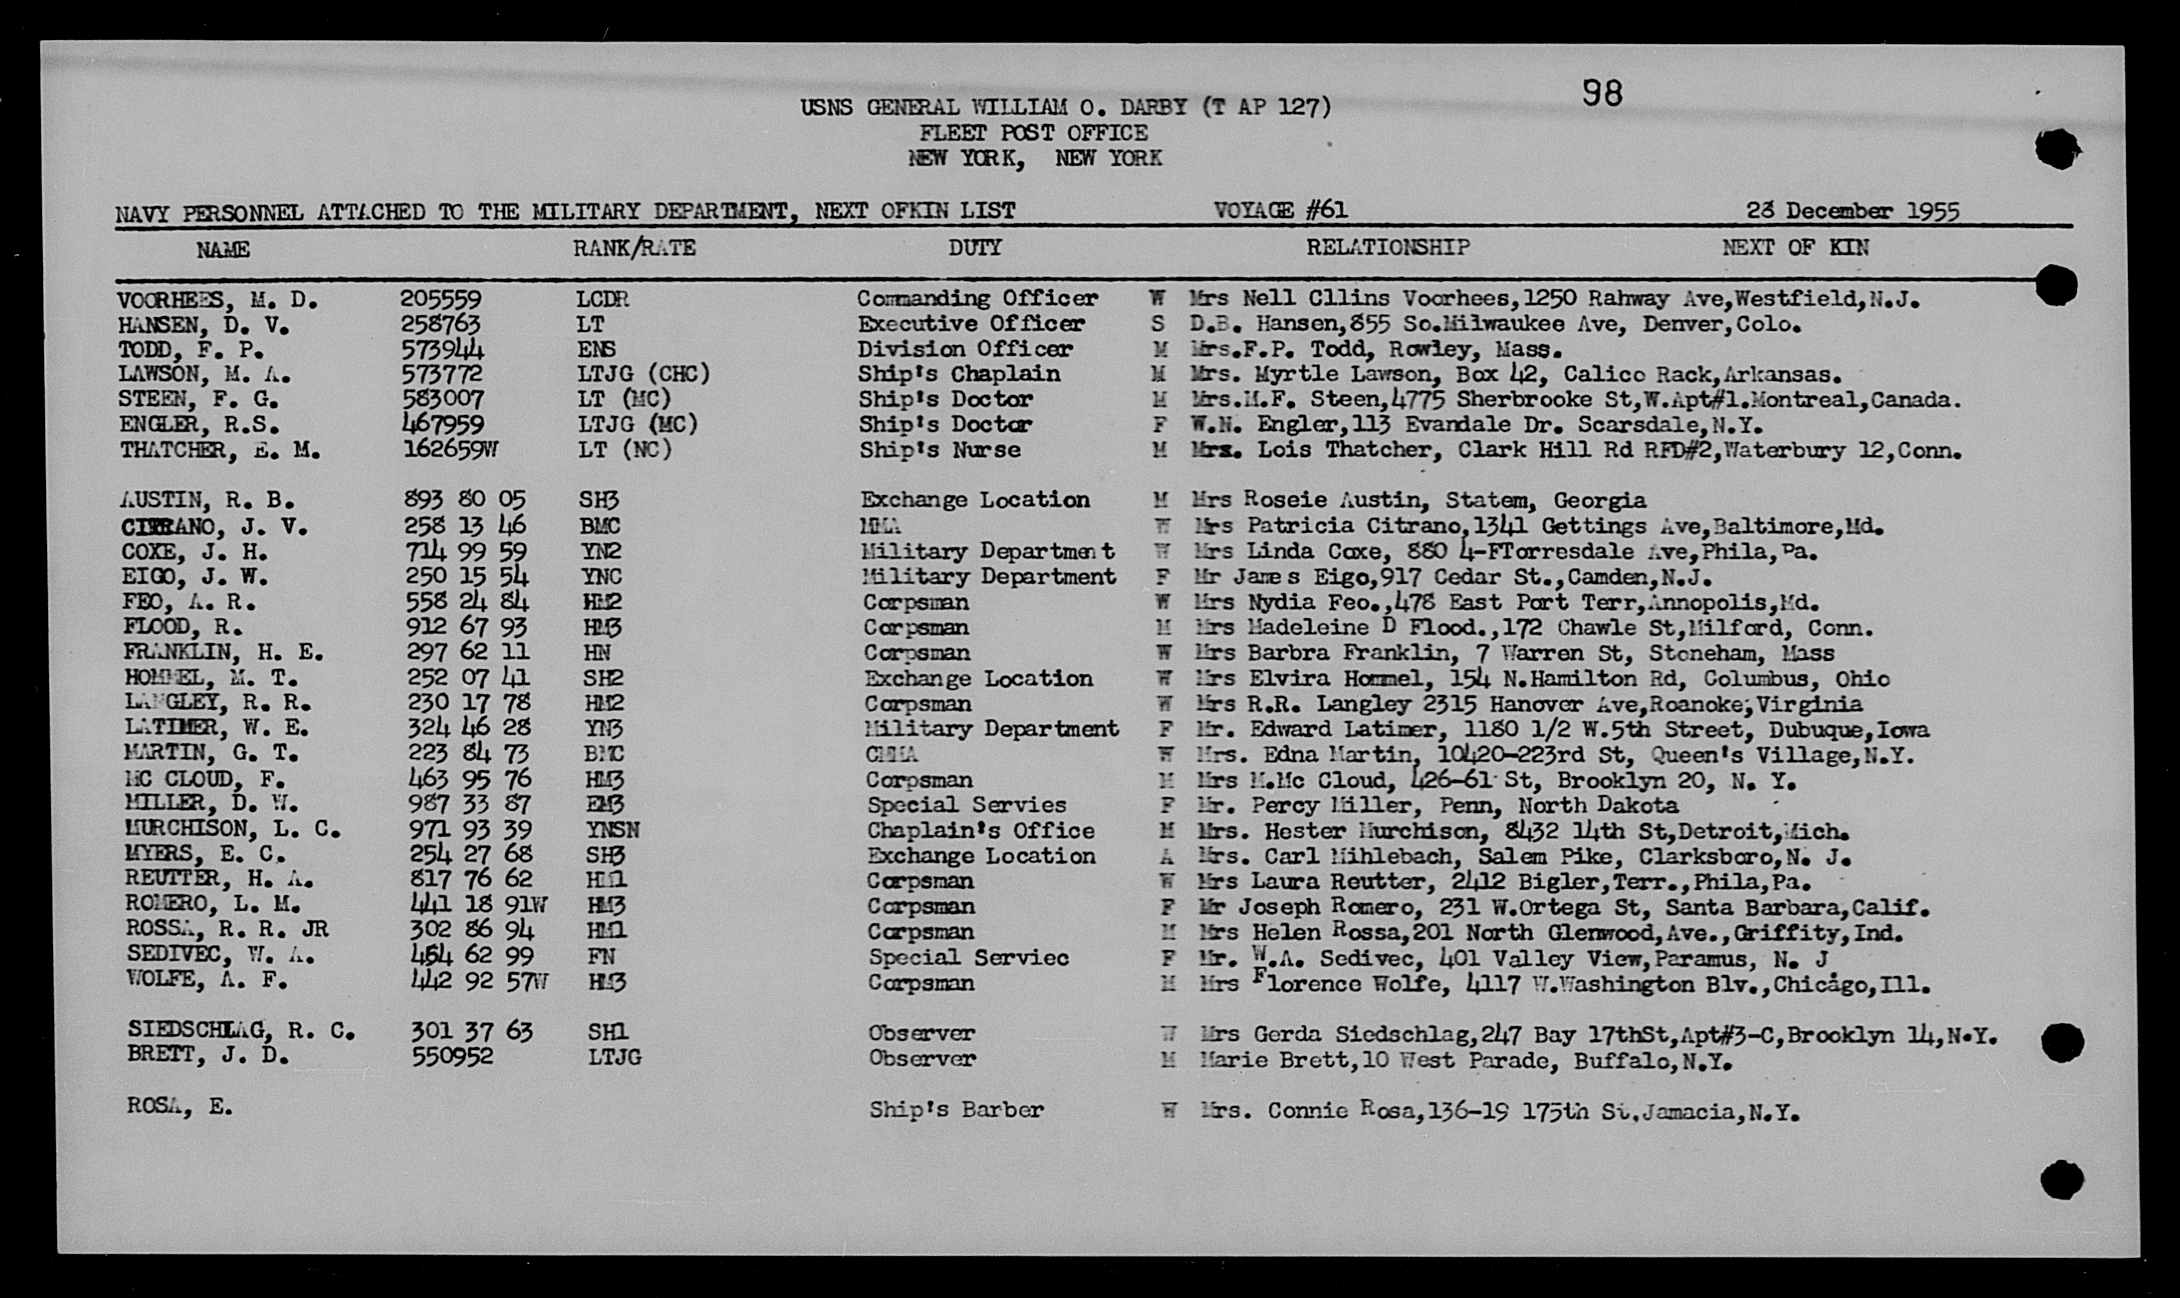 98
USNS GENERAL WILLIAM O. DARBY (T AP 127)
FLEET POST OFFICE
NEW YORK, NEW YORK
NAVY PERSONNEL ATTACHED TO THE MILITARY DEPARTMENT, NEXT OFKIN LIST VOYAGE #61 28 December 1955
NAME RANK/RATE DUTY RELATIONSHIP NEXT OF KIN
VOORHEES, M. D. 205559 LCDR Commanding Officer W Mrs Nell Cllins Voorhees,1250 Rahway Ave,Westfield,N.J.
HANSEN, D. V. 258763 LT Executive Officer S D.B. Hansen,855 So.Milwaukee Ave, Denver,Colo.
TODD, F. P. 573944 ENS Division Officer M Mrs.F.P. Todd, Rowley, Mass.
LAWSON, M. A. 573772 LTJG (CHC) Ship's Chaplain M Mrs. Myrtle Lawson, Box 42, Calico Rack,Arkansas.
STEEN, F. G. 583007 LT (MC) Ship's Doctor M Mrs.M.F. Steen,4775 Sherbrooke St,W.Apt#1.Montreal,Canada.
ENGLER, R.S. 467959 LTJG (MC) Ship's Doctor F W.N. Engler,113 Evandale Dr. Scarsdale,N.Y.
THATCHER, E. M. 162659W LT (NC) Ship's Nurse M Mrs. Lois Thatcher, Clark Hill Rd RFD#2,Waterbury 12,Conn.
AUSTIN, R. B. 893 80 05 SH3 Exchange Location M Mrs Roseie Austin, Statem, Georgia
J. V. 258 13 46 BMC W Mrs Patricia Citrano,1341 Gettings Ave,Baltimore,Md.
COXE, J. H. 714 99 59 YN2 Military Department W Mrs Linda Coxe, 880 4-FTorresdale Ave,Phila,Pa.
EIGO, J. W. 250 15 54 YNC Military Department F Mr James Eigo,917 Cedar St.,Camden,N.J.
FEO, A. R. 558 24 84 HM2 Corpsman W Mrs Nydia Feo.,478 East Port Terr,Annopolis,Md.
FLOOD, R. 912 67 93 HM3 Corpsman M Mrs Madeleine D Flood.,172 Chawle St,Milford, Conn.
FRANKLIN, H. E. 297 62 11 HN Corpsman W Mrs Barbra Franklin, 7 Warren St, Stoneham, Mass
HOMMEL, M. T. 252 07 41 SH2 Exchange Location W Mrs Elvira Hommel, 154 N.Hamilton Rd, Columbus, Ohio
LANGLEY, R. R. 230 17 78 HM2 Corpsman W Mrs R.R. Langley 2315 Hanover Ave,Roanoke,Virginia
LATIMER, W. E. 324 46 28 YN3 Military Department F Mr. Edward Latimer, 1180 1/2 W.5th Street, Dubuque,Iowa
MARTIN, G. T. 223 84 73 BMC CMMA W Mrs. Edna Martin, 10420-223rd St, Queen's Village,N.Y.
MC CLOUD, F. 463 95 76 HM3 Corpsman M Mrs M.Mc Cloud, 426-61 St, Brooklyn 20, N. Y.
MILLER, D. W. 987 33 87 EM3 Special Servies F Mr. Percy Miller, Penn, North Dakota
MURCHISON, L. C. 971 93 39 YNSN Chaplain's Office M Mrs. Hester Murchison, 8432 14th St,Detroit,Mich.
MYERS, E. C. 254 27 68 SH3 Exchange Location A Mrs. Carl Mihlebach, Salem Pike, Clarksboro,N. J.
REUTTER, H. A. 817 76 62 HM1 Corpsman W Mrs Laura Reutter, 2412 Bigler,Terr.,Phila,Pa.
ROMERO, L. M. 441 18 91W HM3 Corpsman F Mr Joseph Romero, 231 W.Ortega St, Santa Barbara,Calif.
ROSSA, R. R. JR 302 86 94 HM1 Corpsman M Mrs Helen Rossa,201 North Glenwood,Ave.,Griffity,Ind.
SEDIVEC, W. A. 62 99 FN Special Serviec F Mr. W.A. Sedivec, 401 Valley View,Paramus, N. J
WOLFE, A. F. 442 92 57W HM3 Corpsman M Mrs Florence Wolfe, 4117 W.Washington Blv.,Chicago,Ill.
SIEDSCHLAG, R. C. 301 37 63 SH1 Observer W Mrs Gerda Siedschlag,247 Bay 17thSt,Apt#3-C,Brooklyn 14,N.Y.
BRETT, J. D. 550952 LTJG Observer M Marie Brett,10 West Parade, Buffalo,N.Y.
ROSA, E. Ship's Barber W Mrs. Connie Rosa,136-19 175th St.Jamacia,N.Y.